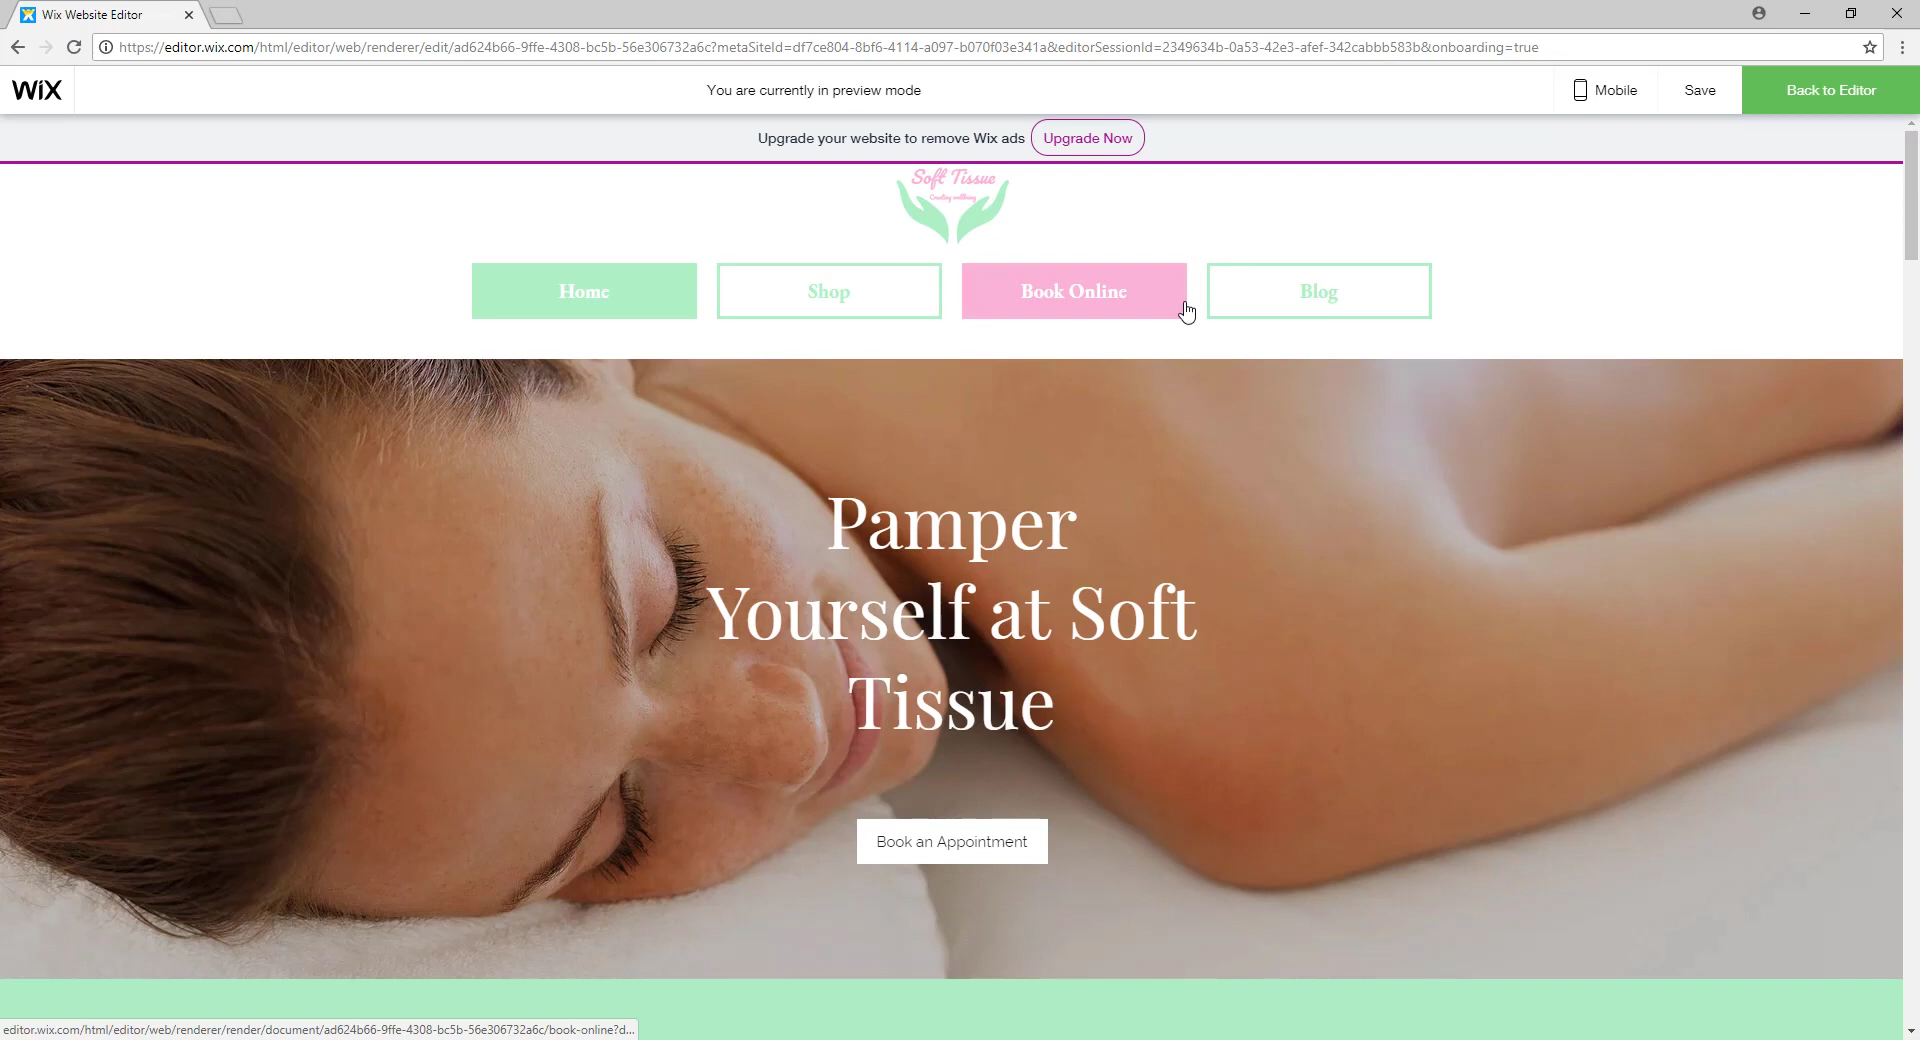 Wix Website Editor
https://editor.wix.com/html/editor/web/renderer/edit/ad624b66-9ffe-4308-bc5b-56e306732a6c?metaSiteId=df7ce804-8bf6-4114-a097-b070f03e341a&editorSessionId=2349634b-0a53-42e3-afef-342cabbb583b&onboarding=true
WiX
You are currently in preview mode
Mobile
Save
Back to Editor
Upgrade your website to remove Wix ads
Upgrade Now
Soft Tissue
Creating wellbeing
Home
Shop
Book Online
Blog
Pamper
Yourself at Soft
Tissue
Book an Appointment
editor.wix.com/html/editor/web/renderer/render/document/ad624b66-9ffe-4308-bc5b-56e306732a6c/book-online?d...